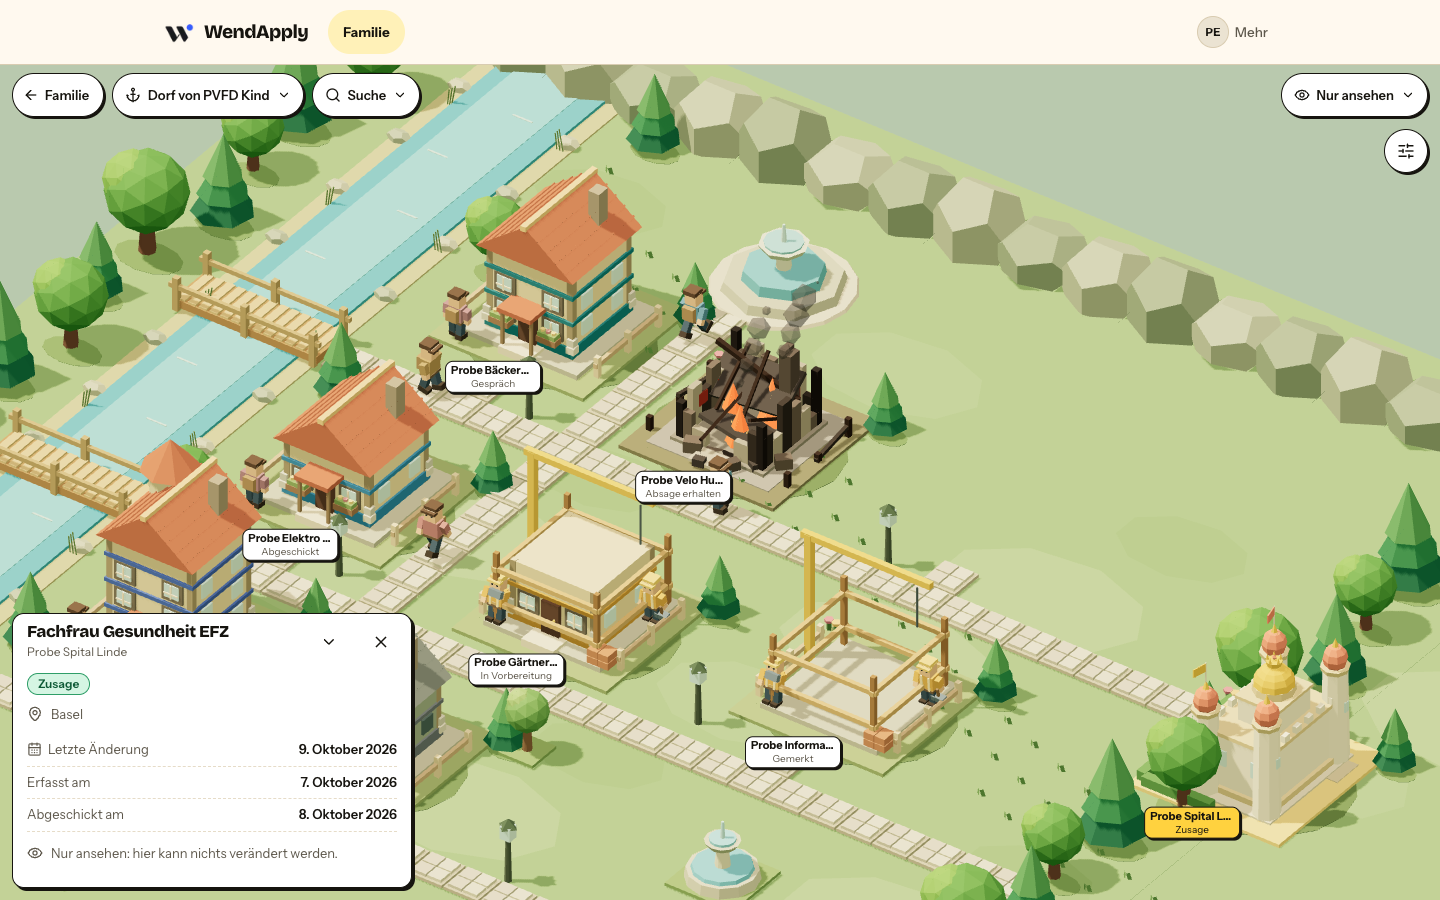 WendApply
Familie
PE Mehr
Familie
Dorf von PVFD Kind
Suche
Nur ansehen
Probe Bäcker...
Gespräch
Probe Velo Hu...
Absage erhalten
Probe Elektro ...
Abgeschickt
Probe Gärtner...
In Vorbereitung
Probe Informa...
Gemerkt
Probe Spital L...
Zusage
Fachfrau Gesundheit EFZ
Probe Spital Linde
Zusage
Basel
Letzte Änderung 9. Oktober 2026
Erfasst am 7. Oktober 2026
Abgeschickt am 8. Oktober 2026
Nur ansehen: hier kann nichts verändert werden.